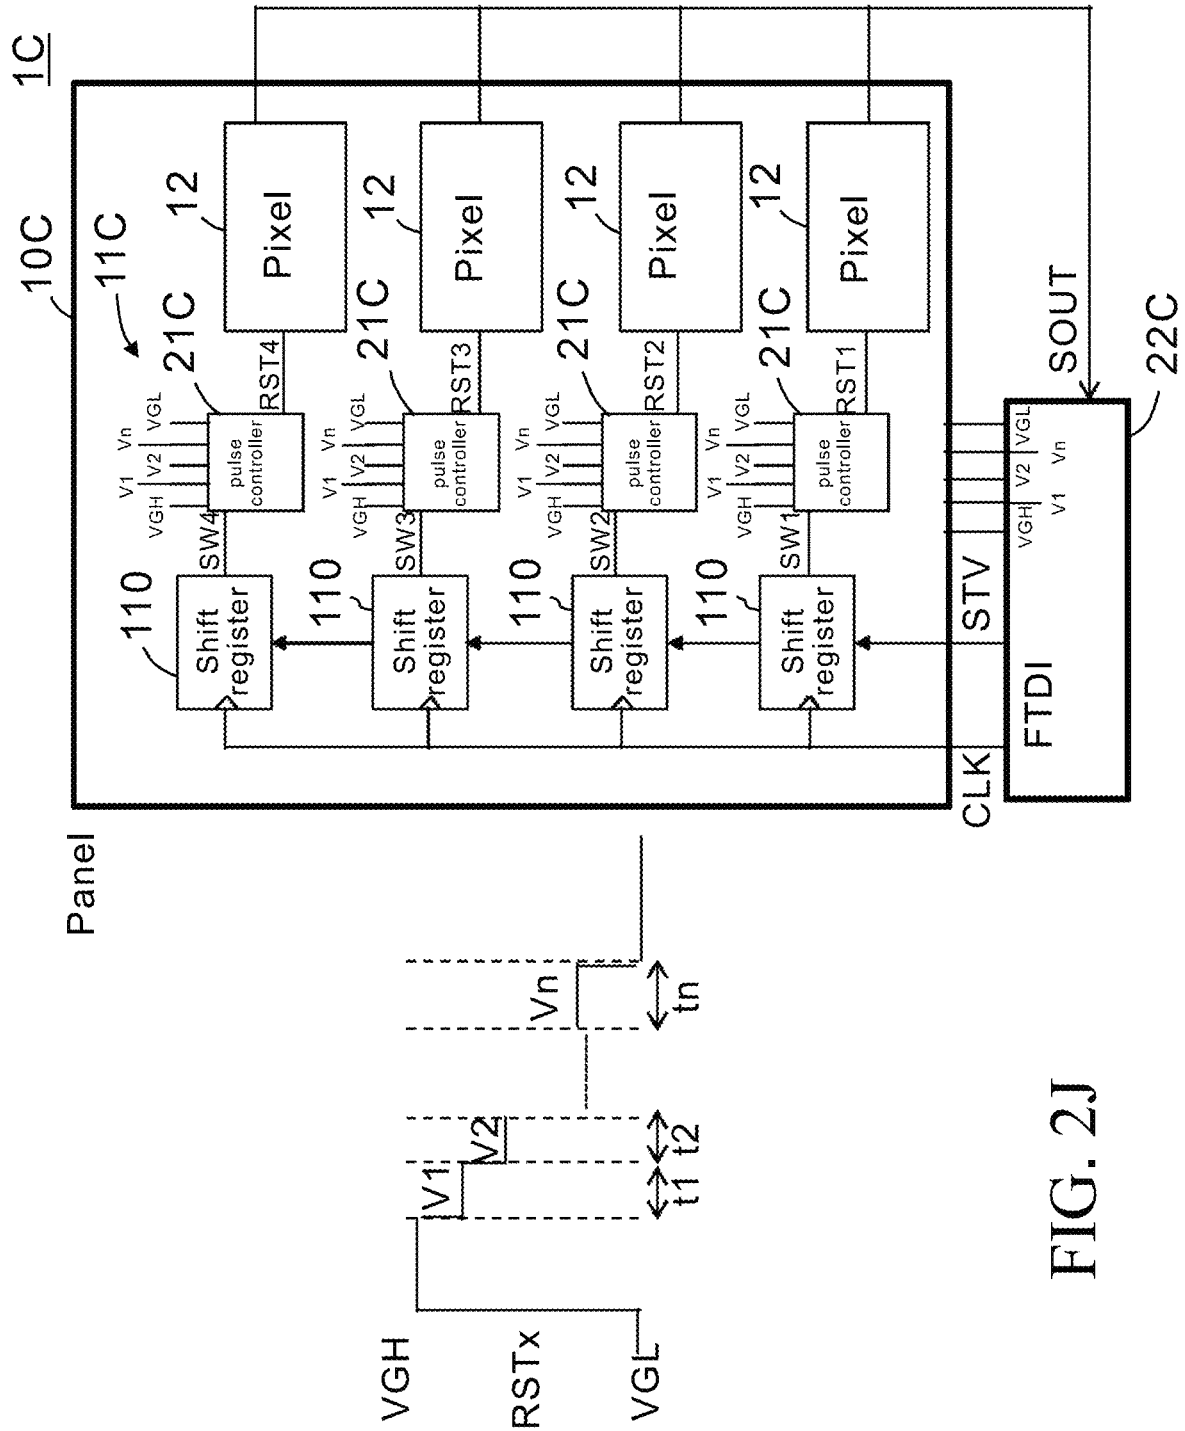 1C
10C
Panel
11C
110
Shift
register
SW4
VGH
V1
V2
Vn
VGL
pulse
controller
21C
RST4
12
Pixel
110
Shift
register
SW3
VGH
V1
V2
Vn
VGL
pulse
controller
21C
RST3
12
Pixel
110
Shift
register
SW2
VGH
V1
V2
Vn
VGL
pulse
controller
21C
RST2
12
Pixel
110
Shift
register
SW1
VGH
V1
V2
Vn
VGL
pulse
controller
21C
RST1
12
Pixel
CLK
STV
SOUT
FTDI
VGH
V1
V2
Vn
VGL
22C
VGH
RSTx
VGL
V1
V2
Vn
t1
t2
tn
FIG. 2J